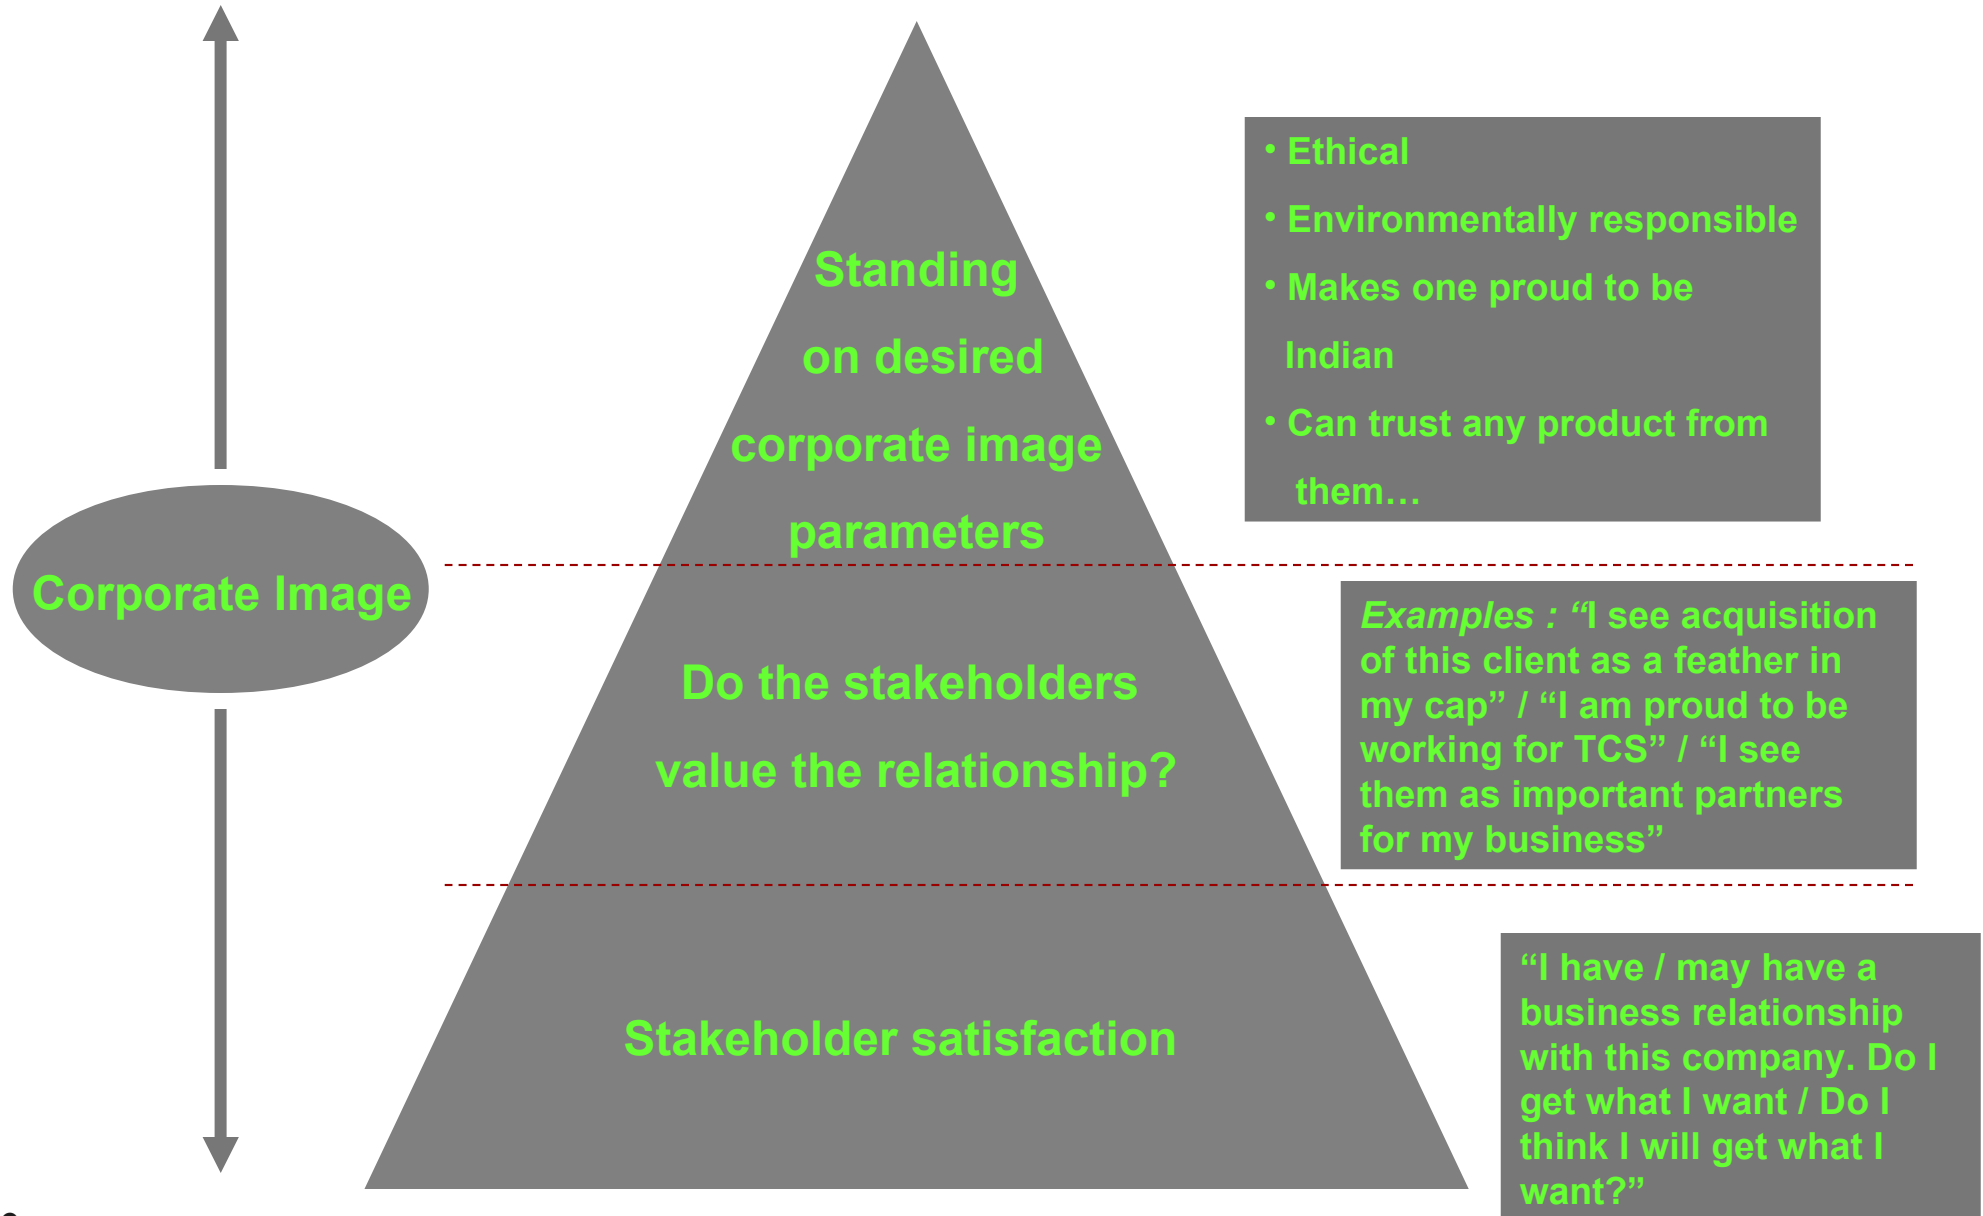 Standing
on desired
corporate image
parameters
• Ethical
• Environmentally responsible
• Makes one proud to be
Indian
• Can trust any product from
them…
Corporate Image
Do the stakeholders
value the relationship?
Examples : “I see acquisition
of this client as a feather in
my cap” / “I am proud to be
working for TCS” / “I see
them as important partners
for my business”
Stakeholder satisfaction
“I have / may have a
business relationship
with this company. Do I
get what I want / Do I
think I will get what I
want?”